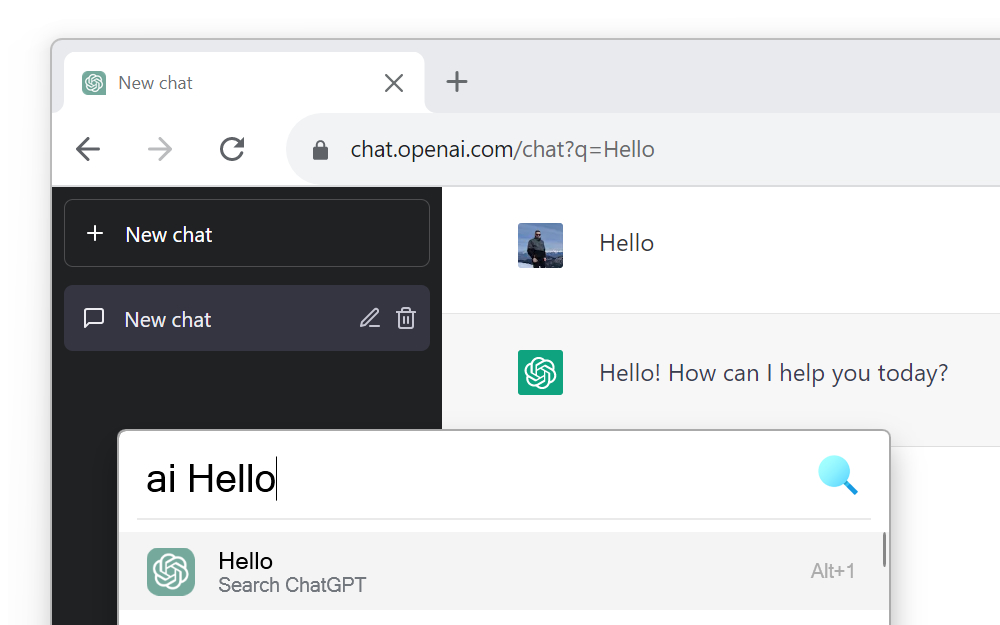 New chat
chat.openai.com/chat?q=Hello
New chat
Hello
New chat
Hello! How can I help you today?
ai Hello
Hello
Search ChatGPT
Alt+1